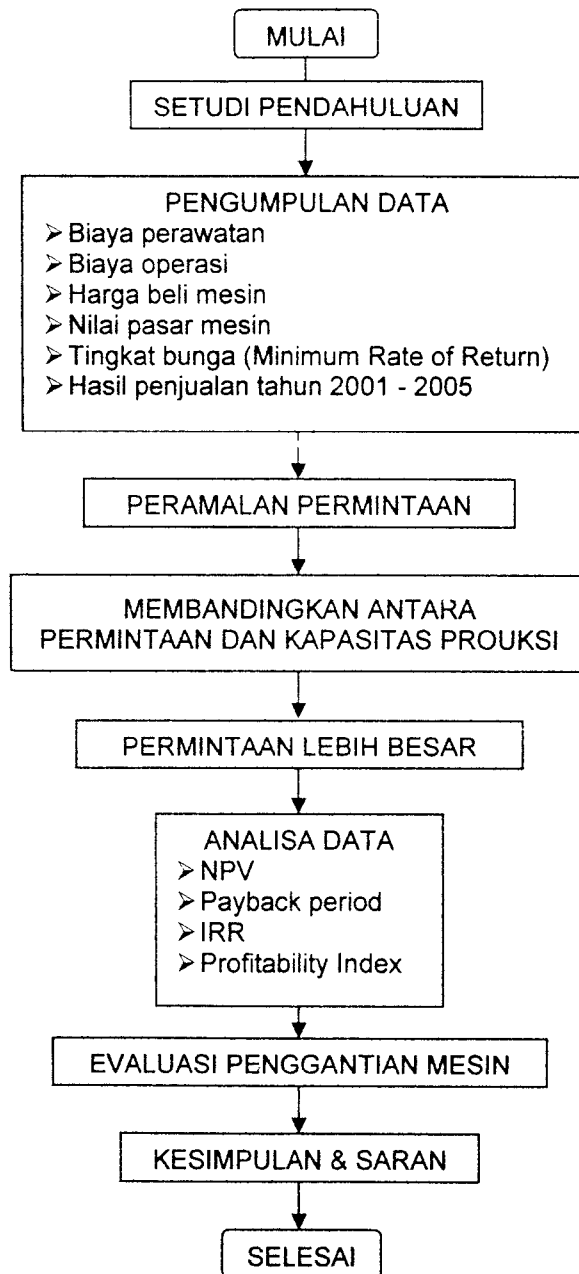 MULAI
SETUDI PENDAHULUAN
PENGUMPULAN DATA
➢ Biaya perawatan
➢ Biaya operasi
➢ Harga beli mesin
➢ Nilai pasar mesin
➢ Tingkat bunga (Minimum Rate of Return)
➢ Hasil penjualan tahun 2001 - 2005
PERAMALAN PERMINTAAN
MEMBANDINGKAN ANTARA
PERMINTAAN DAN KAPASITAS PROUKSI
PERMINTAAN LEBIH BESAR
ANALISA DATA
➢ NPV
➢ Payback period
➢ IRR
➢ Profitability Index
EVALUASI PENGGANTIAN MESIN
KESIMPULAN & SARAN
SELESAI